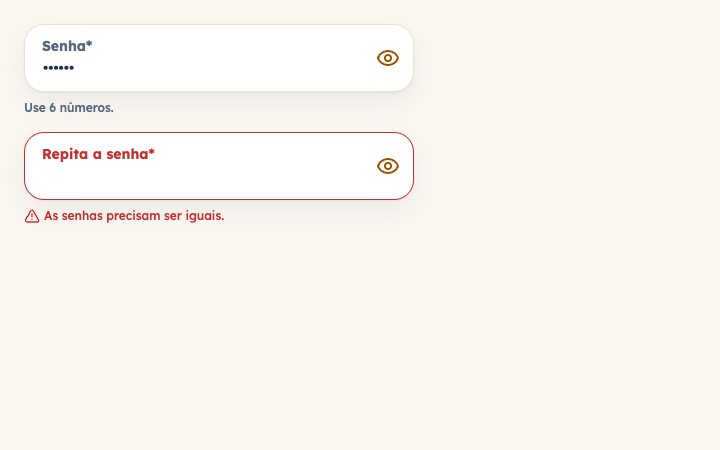 Senha*
••••••
Use 6 números.
Repita a senha*
As senhas precisam ser iguais.